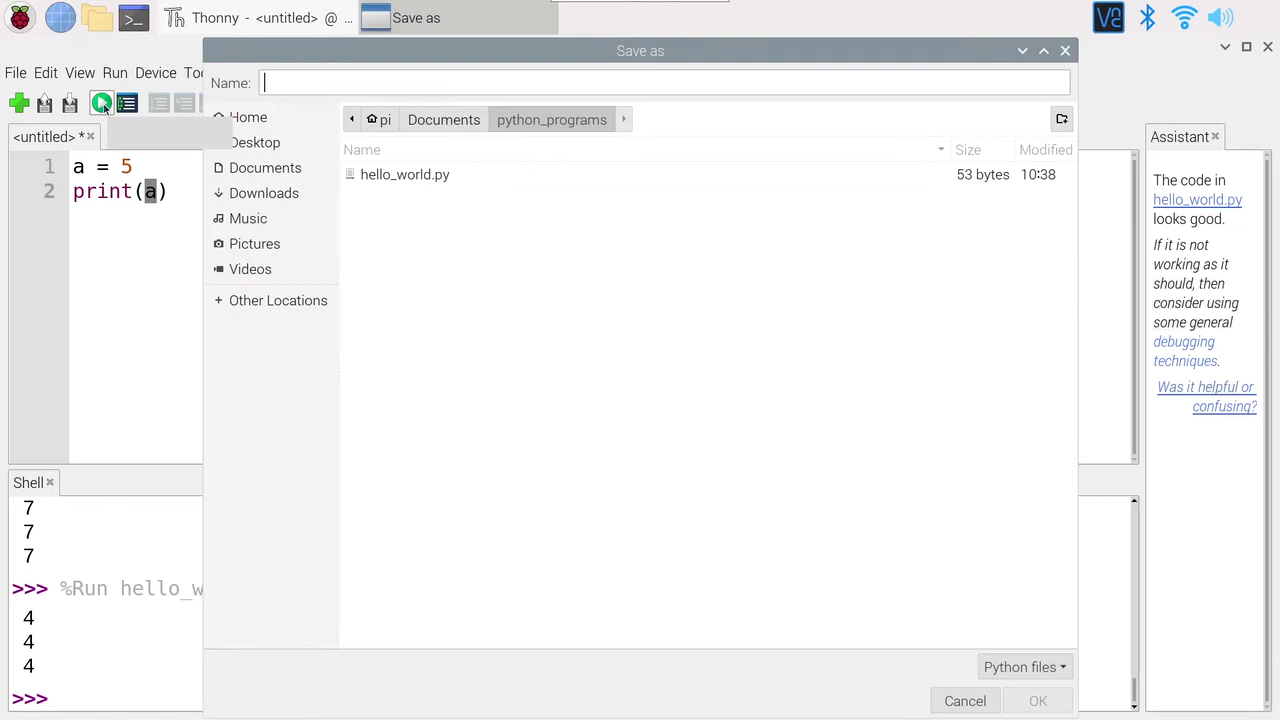 Thonny - <untitled> @ ...
Save as
Save as
File Edit View Run Device To
Name:
<untitled> *
Home
Desktop
Documents
Downloads
Music
Pictures
Videos
Other Locations
pi
Documents
python_programs
Name Size Modified
hello_world.py 53 bytes 10:38
1 a = 5
2 print(a)
Assistant
The code in
hello_world.py
looks good.
If it is not
working as it
should, then
consider using
some general
debugging
techniques.
Was it helpful or
confusing?
Shell
7
7
7
>>> %Run hello_w
4
4
4
>>>
Python files
Cancel
OK